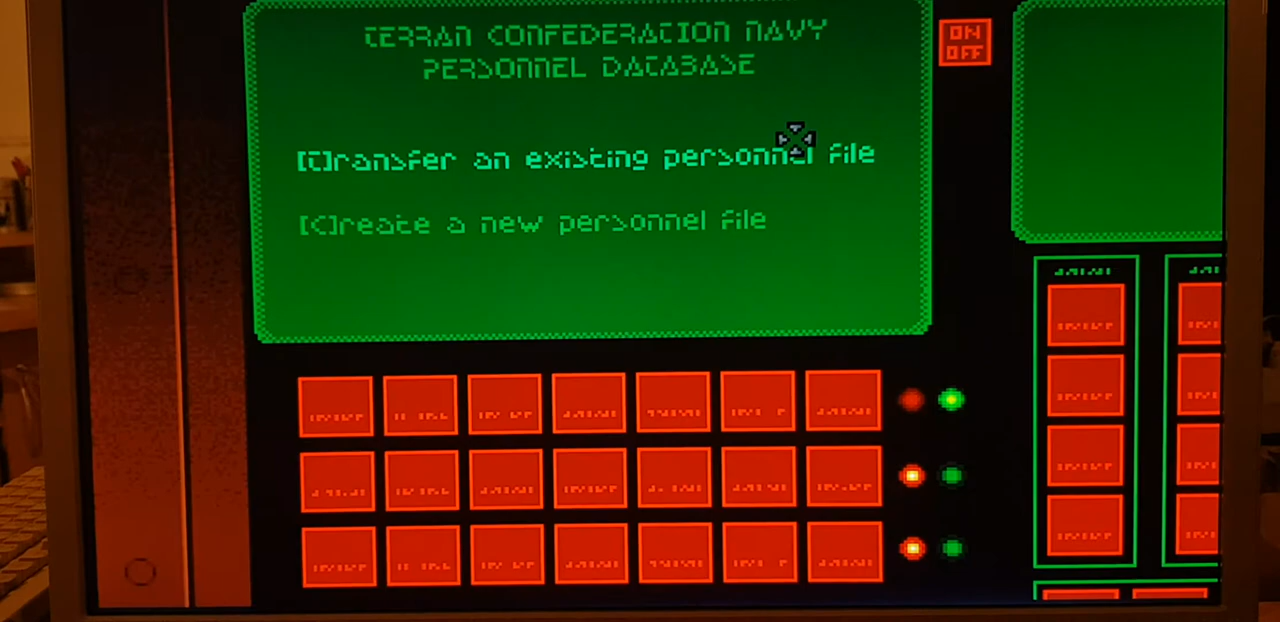 TERRAN CONFEDERATION NAVY
PERSONNEL DATABASE
ON
OFF
[T]ransfer an existing personnel file
[C]reate a new personnel file